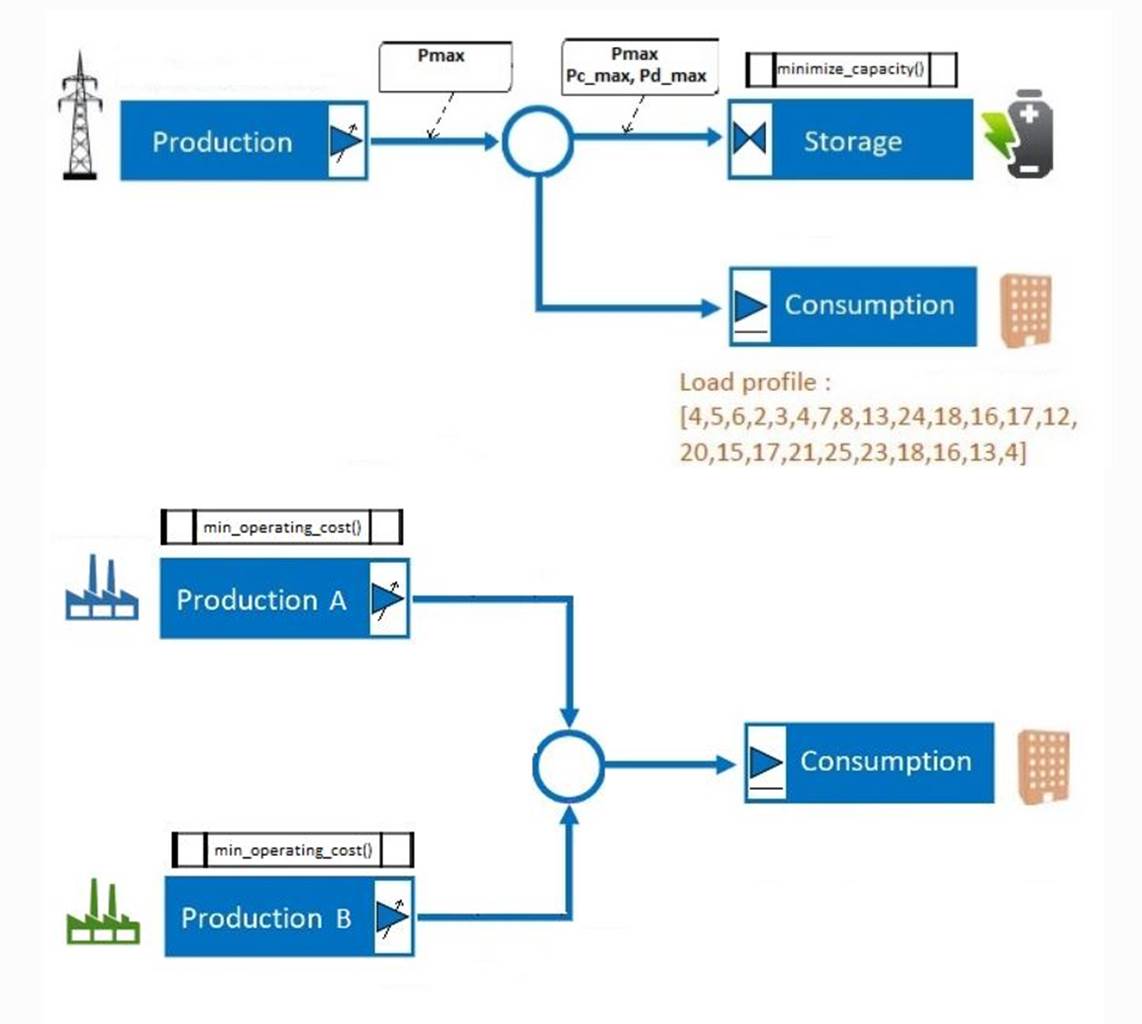 Pmax
Pmax
Pc_max, Pd_max
minimize_capacity()
Production
Storage
Consumption
Load profile :
[4,5,6,2,3,4,7,8,13,24,18,16,17,12,
20,15,17,21,25,23,18,16,13,4]
min_operating_cost()
Production A
Consumption
min_operating_cost()
Production B